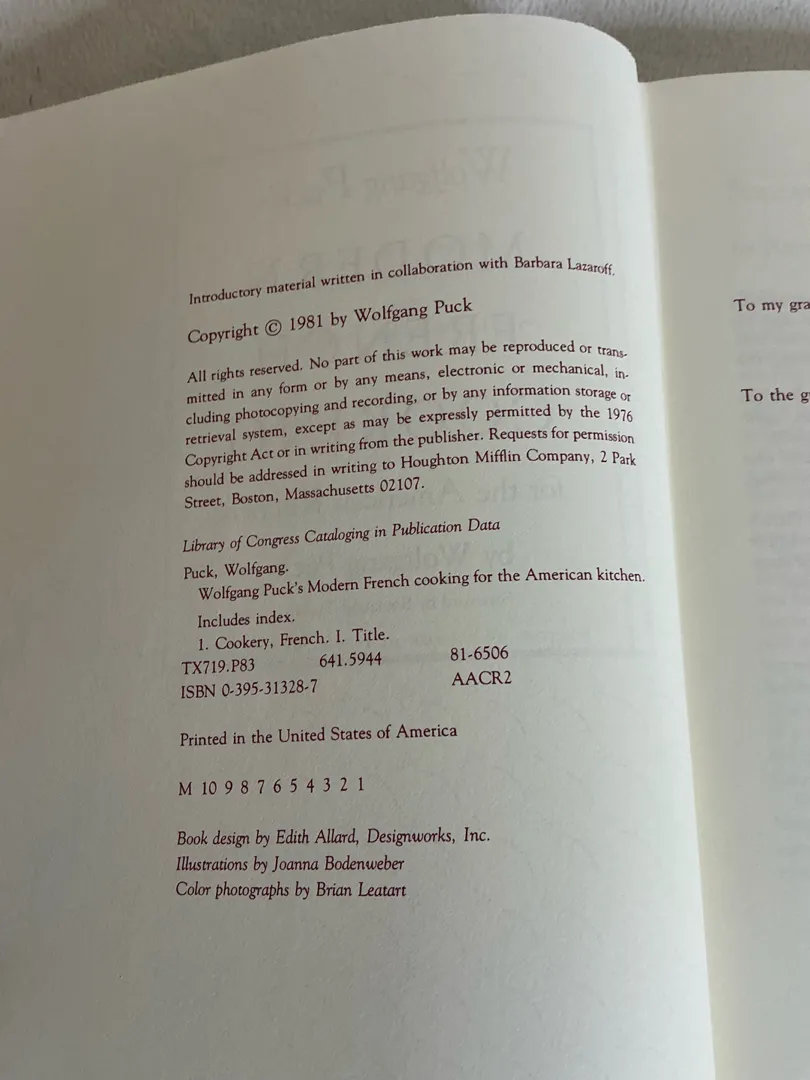 Introductory material written in collaboration with Barbara Lazaroff.
Copyright © 1981 by Wolfgang Puck
All rights reserved. No part of this work may be reproduced or trans-
mitted in any form or by any means, electronic or mechanical, in-
cluding photocopying and recording, or by any information storage or
retrieval system, except as may be expressly permitted by the 1976
Copyright Act or in writing from the publisher. Requests for permission
should be addressed in writing to Houghton Mifflin Company, 2 Park
Street, Boston, Massachusetts 02107.
Library of Congress Cataloging in Publication Data
Puck, Wolfgang.
Wolfgang Puck's Modern French cooking for the American kitchen.
Includes index.
1. Cookery, French. I. Title.
TX719.P83 641.5944 81-6506
ISBN 0-395-31328-7 AACR2
Printed in the United States of America
M 10 9 8 7 6 5 4 3 2 1
Book design by Edith Allard, Designworks, Inc.
Illustrations by Joanna Bodenweber
Color photographs by Brian Leatart
To my gra
To the g